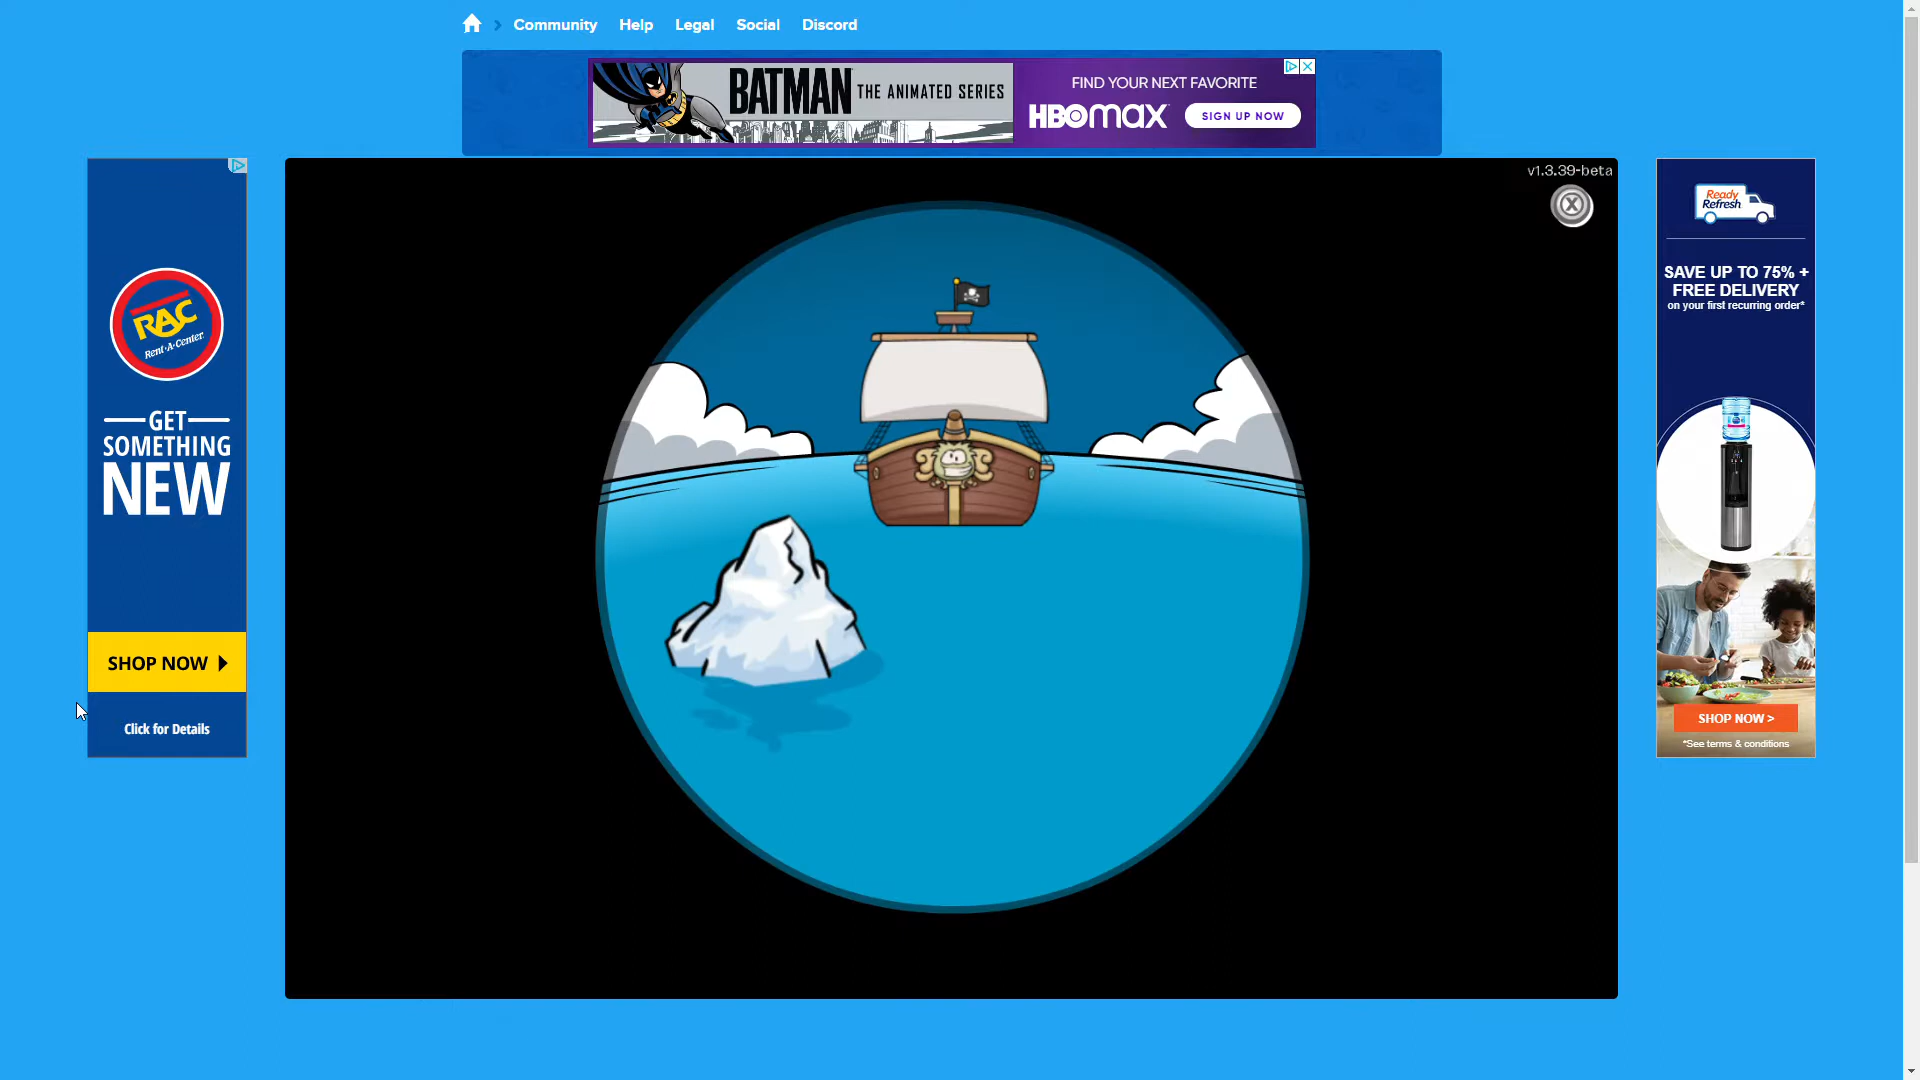 Community Help Legal Social Discord
BATMAN THE ANIMATED SERIES
FIND YOUR NEXT FAVORITE
HBOMAX
SIGN UP NOW
v1.3.39-beta
RAC
Rent-A-Center
GET
SOMETHING
NEW
SHOP NOW
Click for Details
Ready
Refresh
SAVE UP TO 75% +
FREE DELIVERY
on your first recurring order*
SHOP NOW >
*See terms & conditions